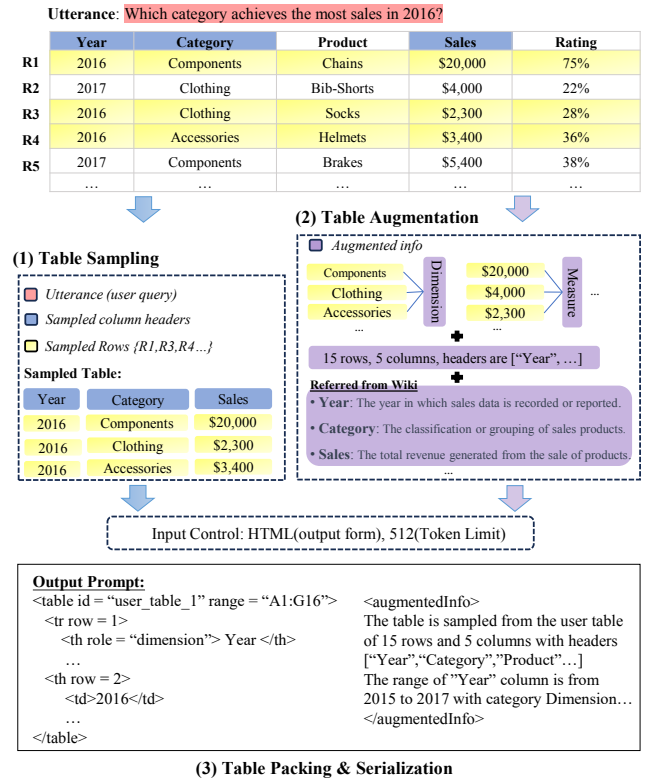 Utterance: Which category achieves the most sales in 2016?
Year Category Product Sales Rating
R1 2016 Components Chains $20,000 75%
R2 2017 Clothing Bib-Shorts $4,000 22%
R3 2016 Clothing Socks $2,300 28%
R4 2016 Accessories Helmets $3,400 36%
R5 2017 Components Brakes $5,400 38%
… … … … …
(1) Table Sampling
Utterance (user query)
Sampled column headers
Sampled Rows {R1,R3,R4…}
Sampled Table:
Year Category Sales
2016 Components $20,000
2016 Clothing $2,300
2016 Accessories $3,400
(2) Table Augmentation
Augmented info
Components $20,000
Clothing $4,000 ...
Accessories $2,300
… …
Dimension
Measure
15 rows, 5 columns, headers are [“Year”, …]
Referred from Wiki
• Year: The year in which sales data is recorded or reported.
• Category: The classification or grouping of sales products.
• Sales: The total revenue generated from the sale of products.
…
Input Control: HTML(output form), 512(Token Limit)
Output Prompt:
<table id = “user_table_1” range = “A1:G16”>
<tr row = 1>
<th role = “dimension”> Year </th>
…
<th row = 2>
<td>2016</td>
…
</table>
<augmentedInfo>
The table is sampled from the user table
of 15 rows and 5 columns with headers
[“Year”,“Category”,”Product”…]
The range of ”Year” column is from
2015 to 2017 with category Dimension…
</augmentedInfo>
(3) Table Packing & Serialization